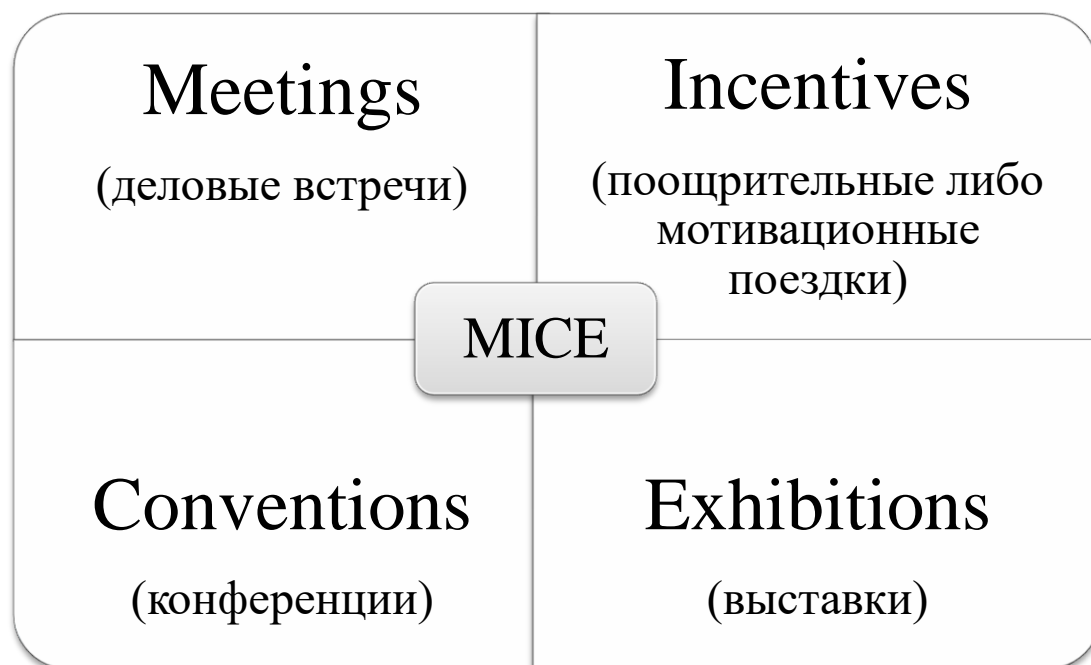 Meetings
(деловые встречи)
Incentives
(поощрительные либо
мотивационные
поездки)
MICE
Conventions
(конференции)
Exhibitions
(выставки)